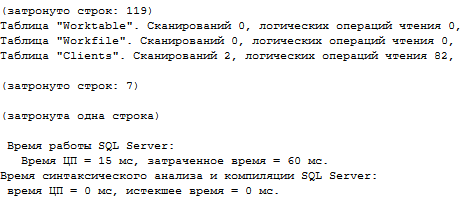 (затронуто строк: 119)
Таблица "Worktable". Сканирований 0, логических операций чтения 0,
Таблица "Workfile". Сканирований 0, логических операций чтения 0,
Таблица "Clients". Сканирований 2, логических операций чтения 82,
(затронуто строк: 7)
(затронута одна строка)
Время работы SQL Server:
Время ЦП = 15 мс, затраченное время = 60 мс.
Время синтаксического анализа и компиляции SQL Server:
время ЦП = 0 мс, истекшее время = 0 мс.